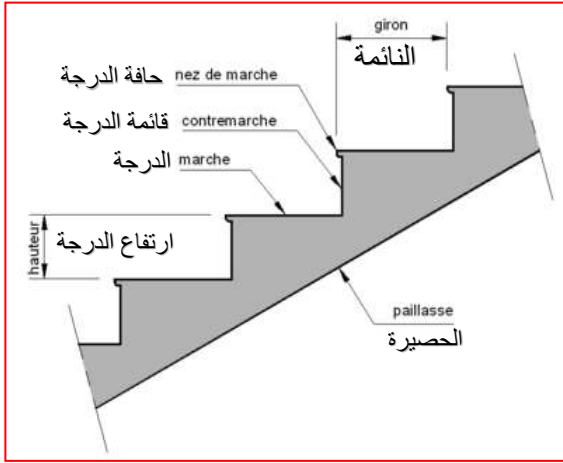 giron
النائمة
حافة الدرجة nez de marche
قائمة الدرجة contremarche
الدرجة marche
hauteur
ارتفاع الدرجة
paillasse
الحصيرة